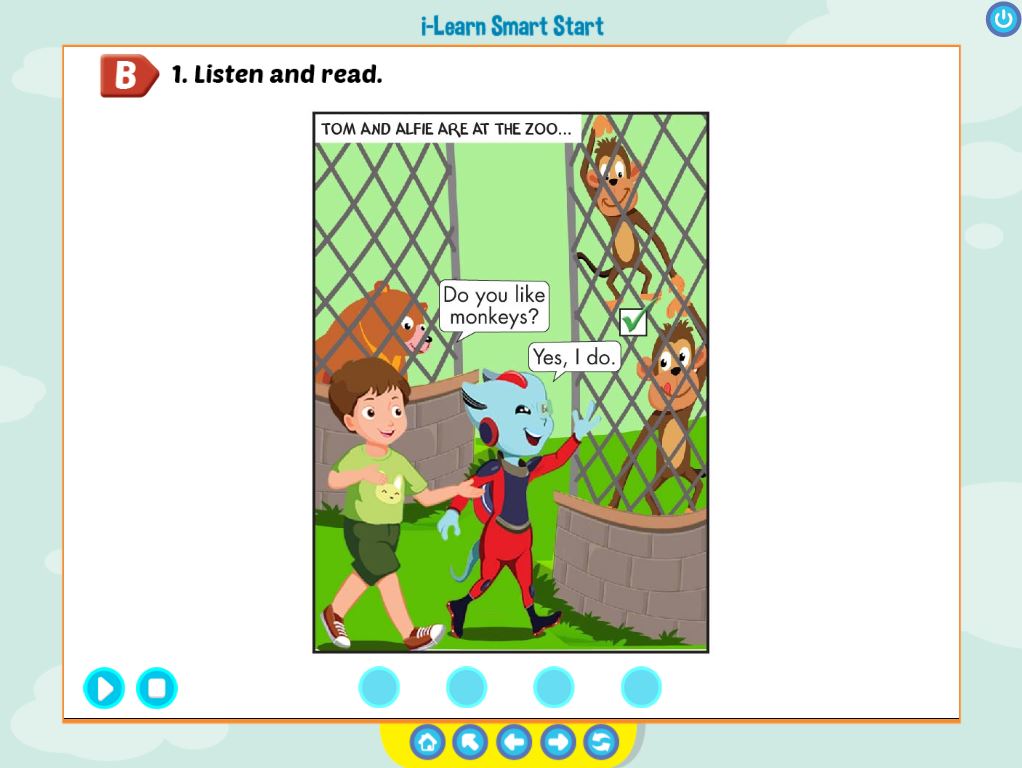 i-Learn Smart Start
B
1. Listen and read.
TOM AND ALFIE ARE AT THE ZOO...
Do you like
monkeys?
Yes, I do.